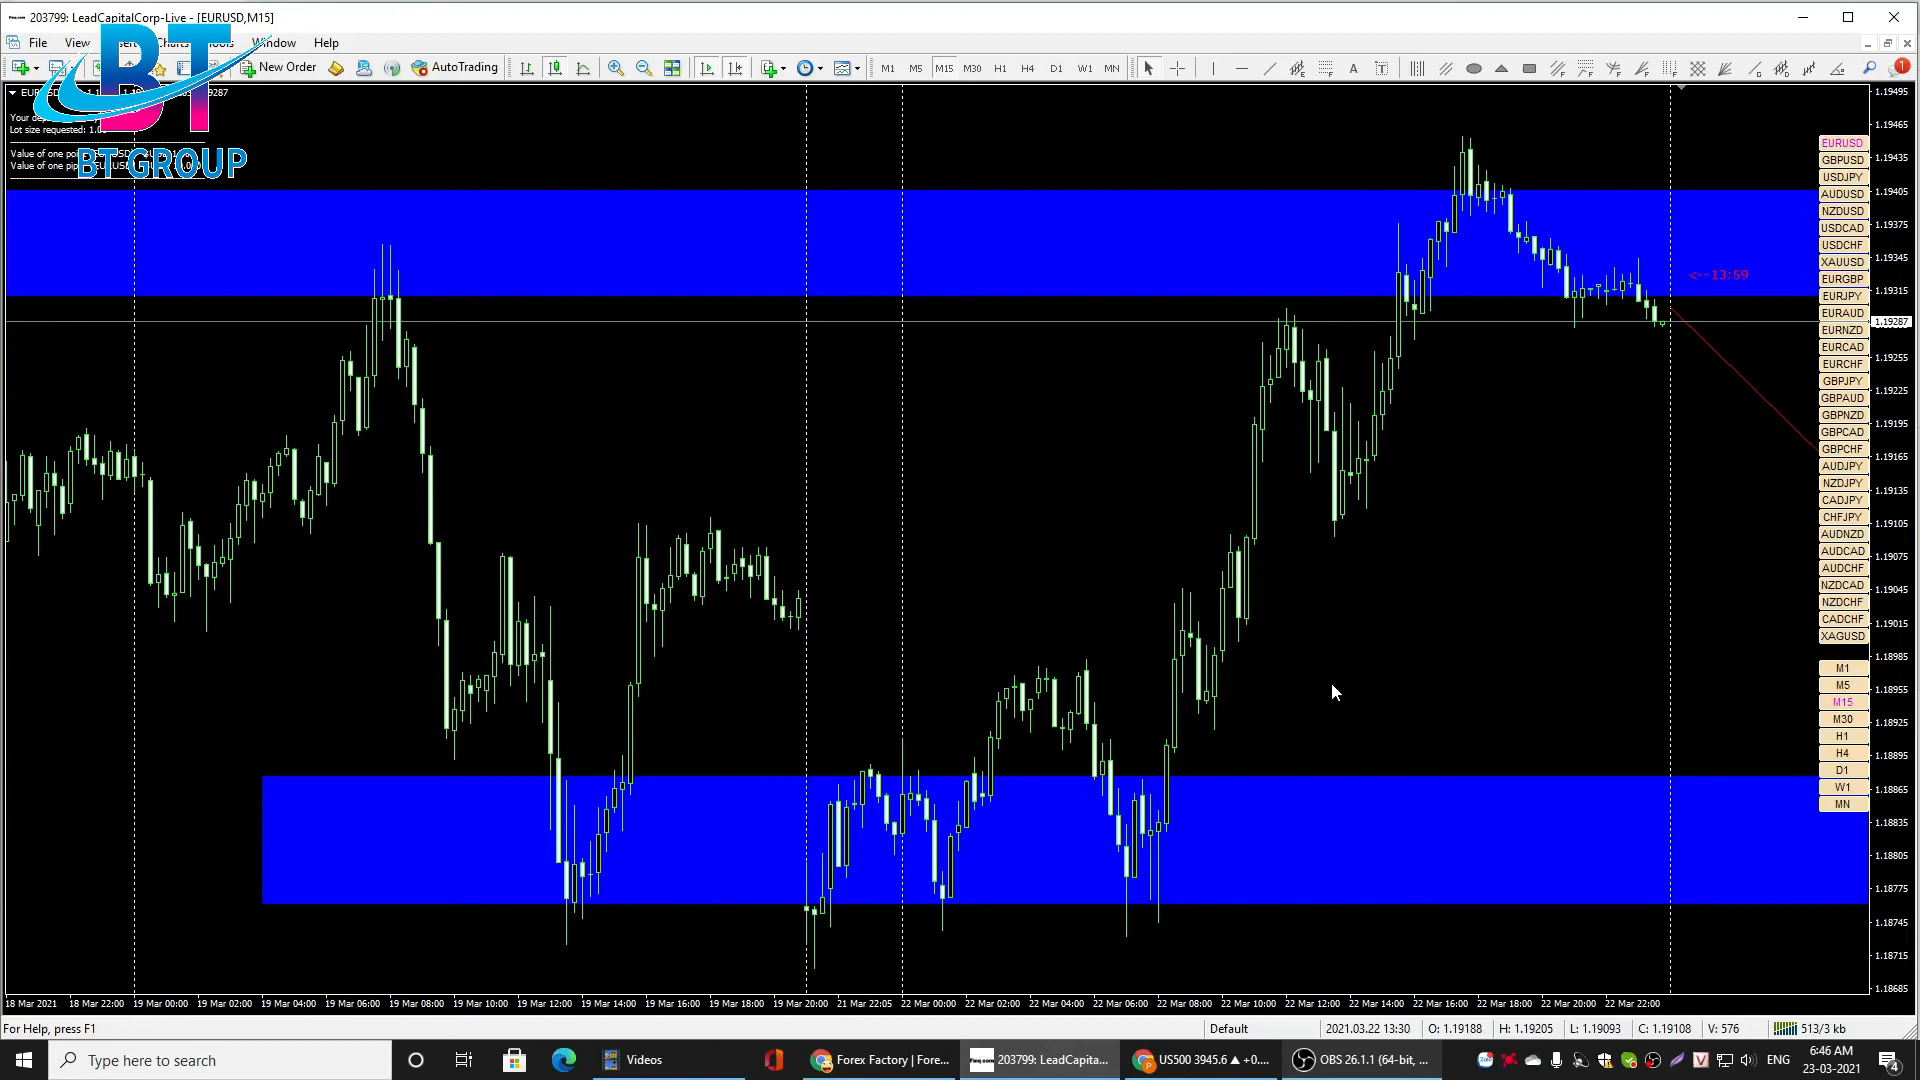 203799: LeadCapitalCorp-Live - [EURUSD,M15]
File View Charts Window Help
New Order AutoTrading M1 M5 M15 M30 H1 H4 D1 W1 MN A T 1
9287
Your
Lot size requested: 1.0
Value of one
Value of one pip
BT
BT GROUP
<--13:59
EURUSD
GBPUSD
USDJPY
AUDUSD
NZDUSD
USDCAD
USDCHF
XAUUSD
EURGBP
EURJPY
EURAUD
EURNZD
EURCAD
EURCHF
GBPJPY
GBPAUD
GBPNZD
GBPCAD
GBPCHF
AUDJPY
NZDJPY
CADJPY
CHFJPY
AUDNZD
AUDCAD
AUDCHF
NZDCAD
NZDCHF
CADCHF
XAGUSD
M1
M5
M15
M30
H1
H4
D1
W1
MN
1.19495
1.19465
1.19435
1.19405
1.19375
1.19345
1.19315
1.19287
1.19255
1.19225
1.19195
1.19165
1.19135
1.19105
1.19075
1.19045
1.19015
1.18985
1.18955
1.18925
1.18895
1.18865
1.18835
1.18805
1.18775
1.18745
1.18715
1.18685
18 Mar 2021 18 Mar 22:00 19 Mar 00:00 19 Mar 02:00 19 Mar 04:00 19 Mar 06:00 19 Mar 08:00 19 Mar 10:00 19 Mar 12:00 19 Mar 14:00 19 Mar 16:00 19 Mar 18:00 19 Mar 20:00 21 Mar 22:05 22 Mar 00:00 22 Mar 02:00 22 Mar 04:00 22 Mar 06:00 22 Mar 08:00 22 Mar 10:00 22 Mar 12:00 22 Mar 14:00 22 Mar 16:00 22 Mar 18:00 22 Mar 20:00 22 Mar 22:00
For Help, press F1 Default 2021.03.22 13:30 O: 1.19188 H: 1.19205 L: 1.19093 C: 1.19108 V: 576 513/3 kb
Type here to search Videos Forex Factory | Fore... 203799: LeadCapita... US500 3945.6 ▲ +0.... OBS 26.1.1 (64-bit, ... ENG 6:46 AM
23-03-2021 4